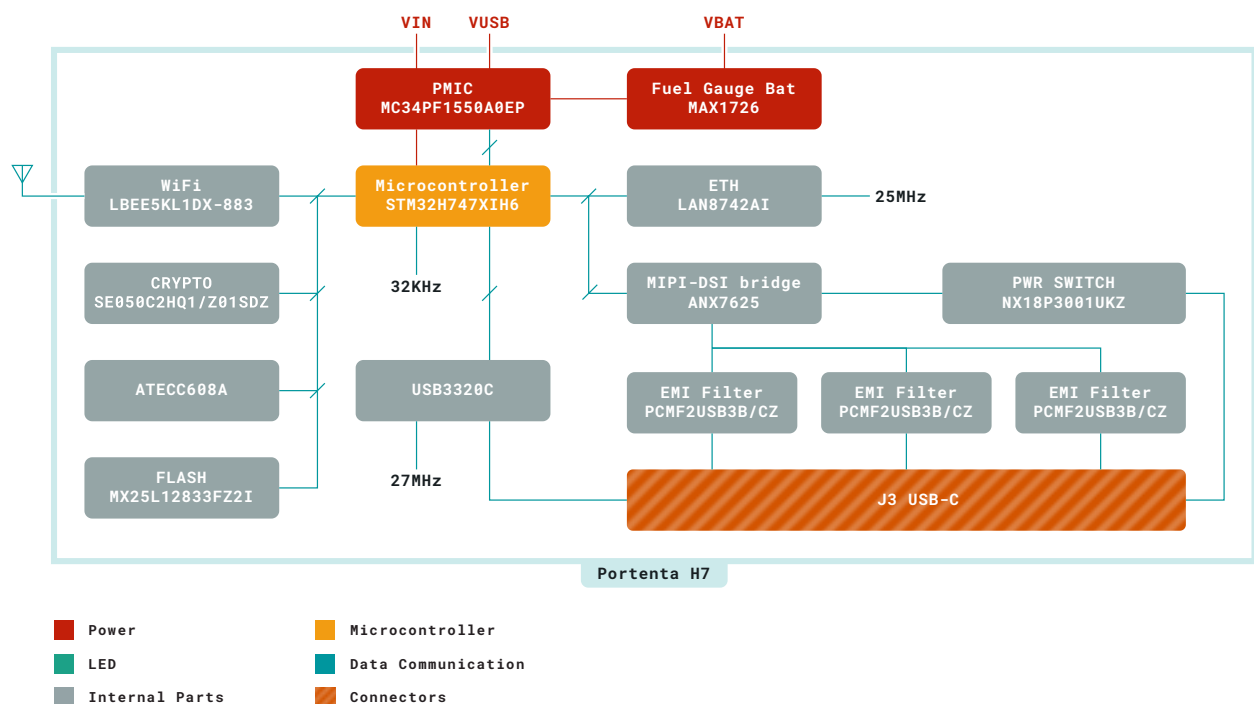 VIN
VUSB
VBAT
PMIC
MC34PF1550A0EP
Fuel Gauge Bat
MAX1726
WiFi
LBEE5KL1DX-883
Microcontroller
STM32H747XIH6
ETH
LAN8742AI
25MHz
CRYPTO
SE050C2HQ1/Z01SDZ
32KHz
MIPI-DSI bridge
ANX7625
PWR SWITCH
NX18P3001UKZ
ATECC608A
USB3320C
EMI Filter
PCMF2USB3B/CZ
EMI Filter
PCMF2USB3B/CZ
EMI Filter
PCMF2USB3B/CZ
FLASH
MX25L12833FZ2I
27MHz
J3 USB-C
Portenta H7
Power
Microcontroller
LED
Data Communication
Internal Parts
Connectors